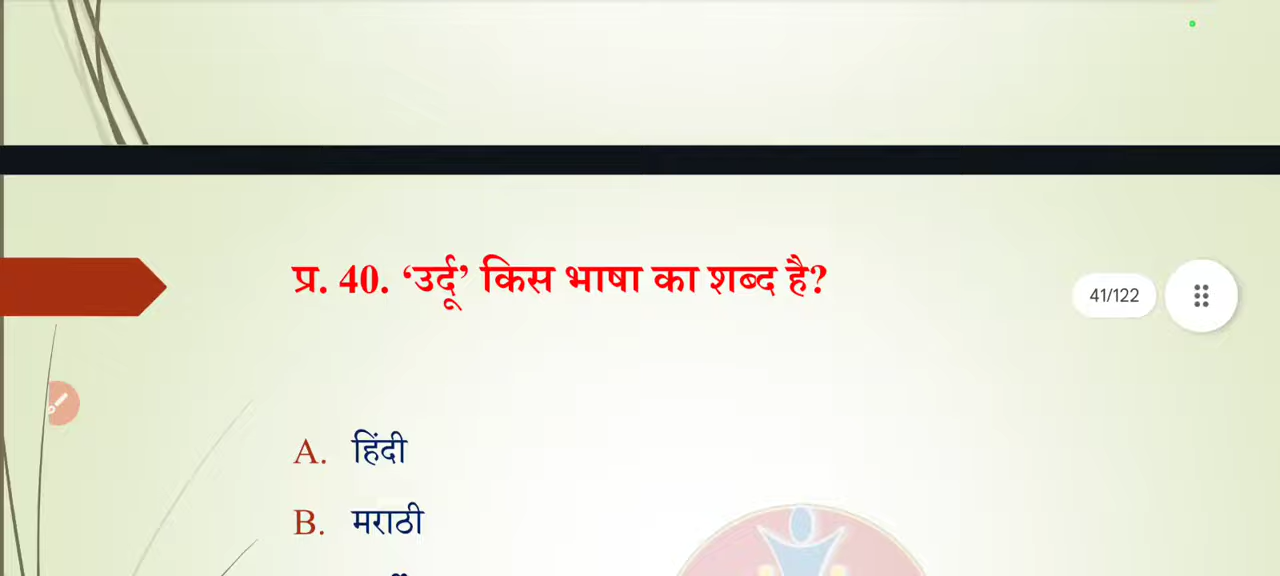 प्र. 40. ‘उर्दू’ किस भाषा का शब्द है?
41/122
A. हिंदी
B. मराठी